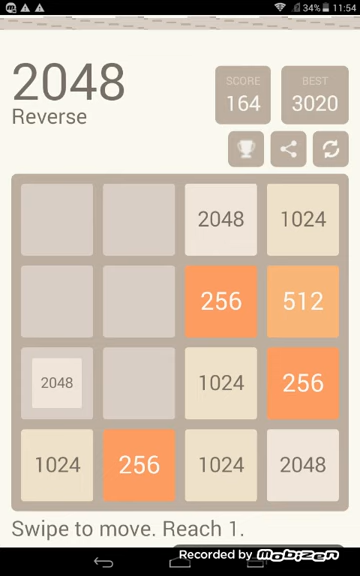 34% 11:54
2048
Reverse
SCORE
164
BEST
3020
2048 1024
256 512
2048 1024 256
1024 256 1024 2048
Swipe to move. Reach 1.
Recorded by Mobizen